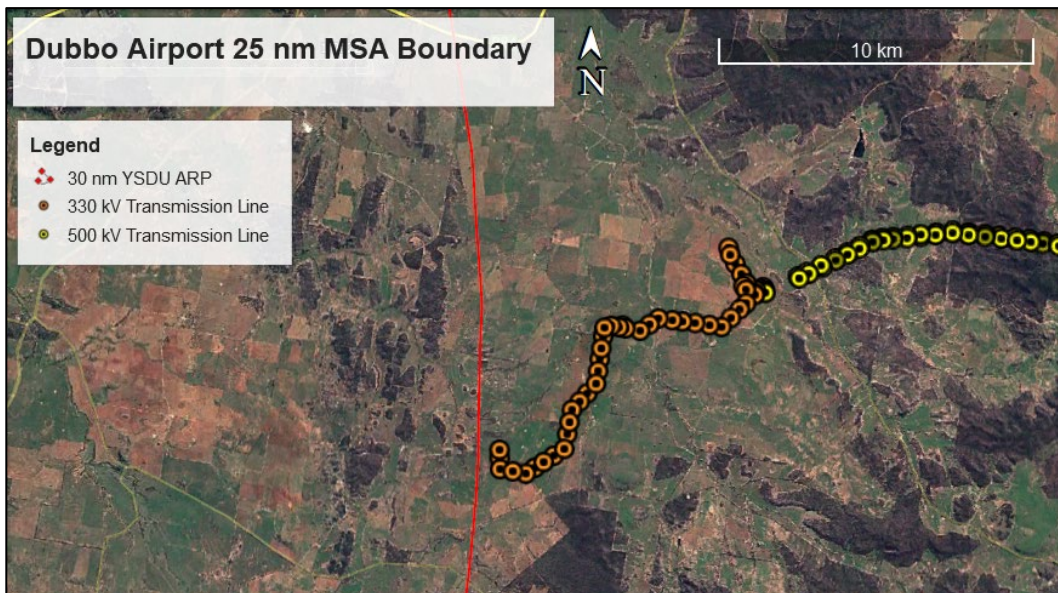 Dubbo Airport 25 nm MSA Boundary
N
10 km
Legend
30 nm YSDU ARP
330 kV Transmission Line
500 kV Transmission Line